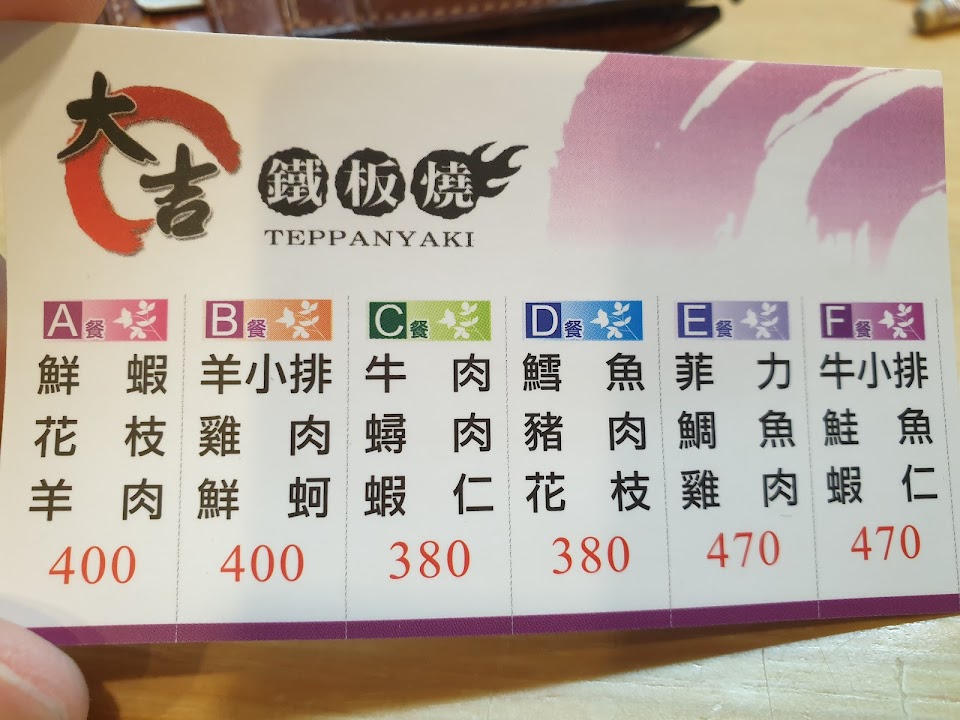 大吉
鐵板燒
TEPPANYAKI
A餐
鮮蝦
花枝
羊肉
400
B餐
羊小排
雞肉
鮮蚵
400
C餐
牛肉
蟳肉
蝦仁
380
D餐
鱈魚
豬肉
花枝
380
E餐
菲力
鯛魚
雞肉
470
F餐
牛小排
鮭魚
蝦仁
470